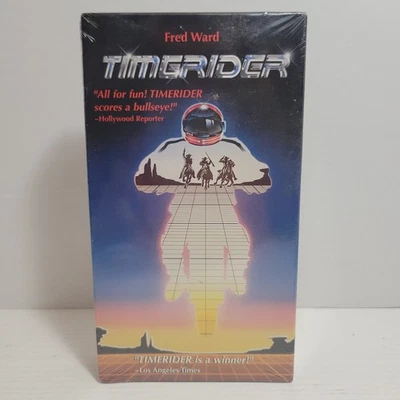 Fred Ward
TIMERIDER
"All for fun! TIMERIDER
scores a bullseye!"
–Hollywood Reporter
"TIMERIDER is a winner!"
–Los Angeles Times